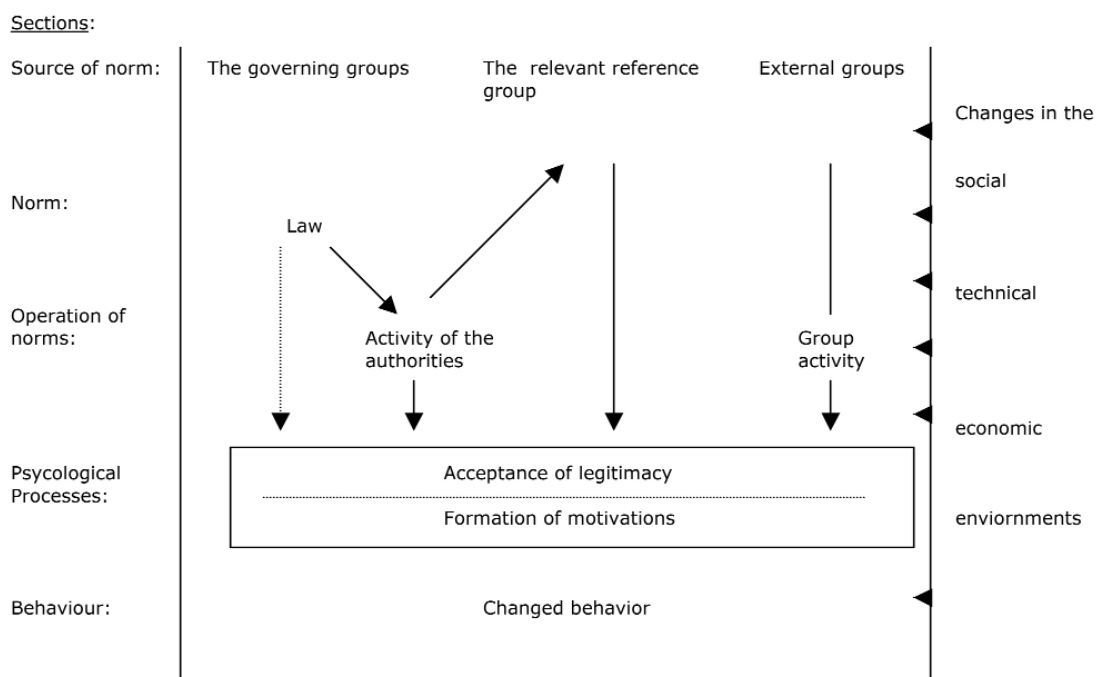 Sections:
Source of norm:
The governing groups
The relevant reference
group
External groups
Changes in the
social
Norm:
Law
technical
Operation of
norms:
Activity of the
authorities
Group
activity
economic
Psycological
Processes:
Acceptance of legitimacy
Formation of motivations
enviornments
Behaviour:
Changed behavior